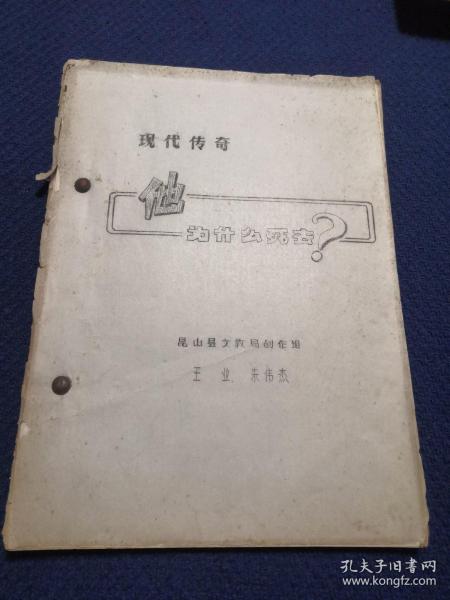 现代传奇
他
为什么死去?
昆山县文教局创作组
王 业、朱伟杰
孔夫子旧书网
www.kongfz.com